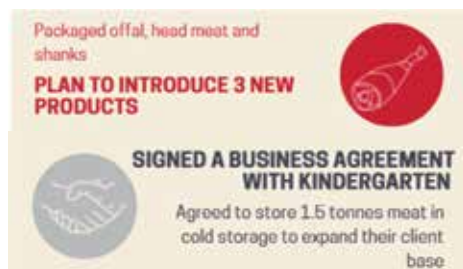 Packaged offal, head meat and
shanks
PLAN TO INTRODUCE 3 NEW
PRODUCTS
SIGNED A BUSINESS AGREEMENT
WITH KINDERGARTEN
Agreed to store 1.5 tonnes meat in
cold storage to expand their client
base